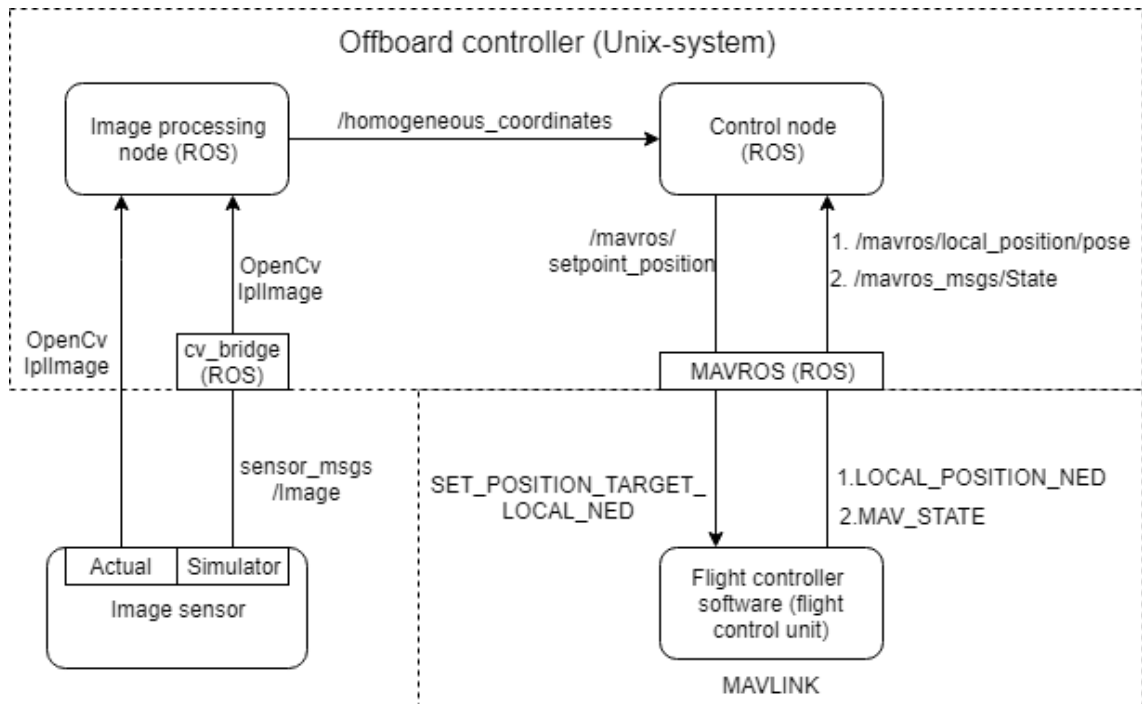 Offboard controller (Unix-system)
Image processing
node (ROS)
/homogeneous_coordinates
Control node
(ROS)
/mavros/
setpoint_position
1. /mavros/local_position/pose
2. /mavros_msgs/State
OpenCv
IplImage
OpenCv
IplImage
cv_bridge
(ROS)
MAVROS (ROS)
sensor_msgs
/Image
SET_POSITION_TARGET_
LOCAL_NED
1.LOCAL_POSITION_NED
2.MAV_STATE
Actual
Simulator
Image sensor
Flight controller
software (flight
control unit)
MAVLINK